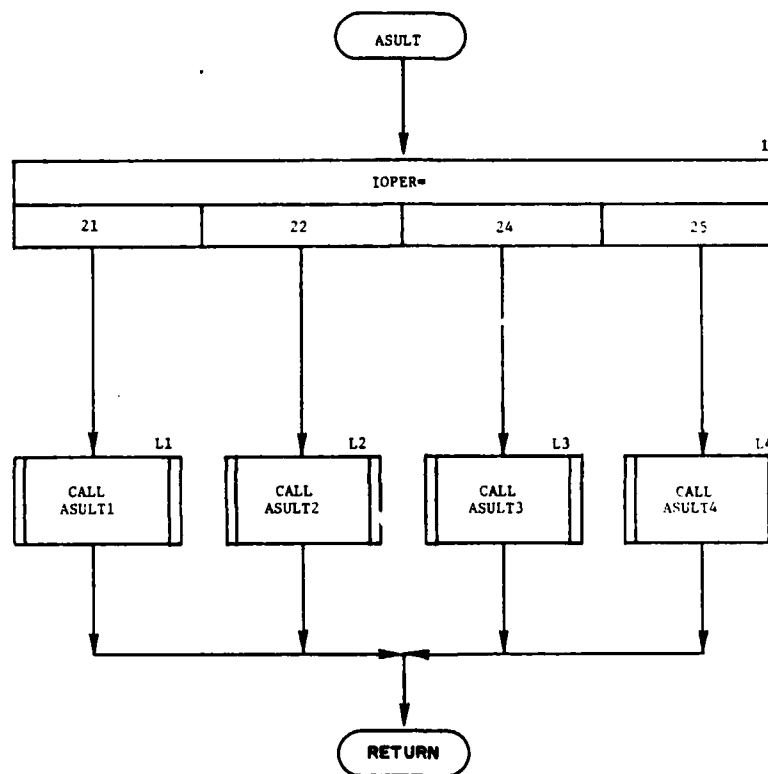 ASULT
1
IOPER=
21 22 24 25
L1 L2 L3 L4
CALL ASULT1
CALL ASULT2
CALL ASULT3
CALL ASULT4
RETURN